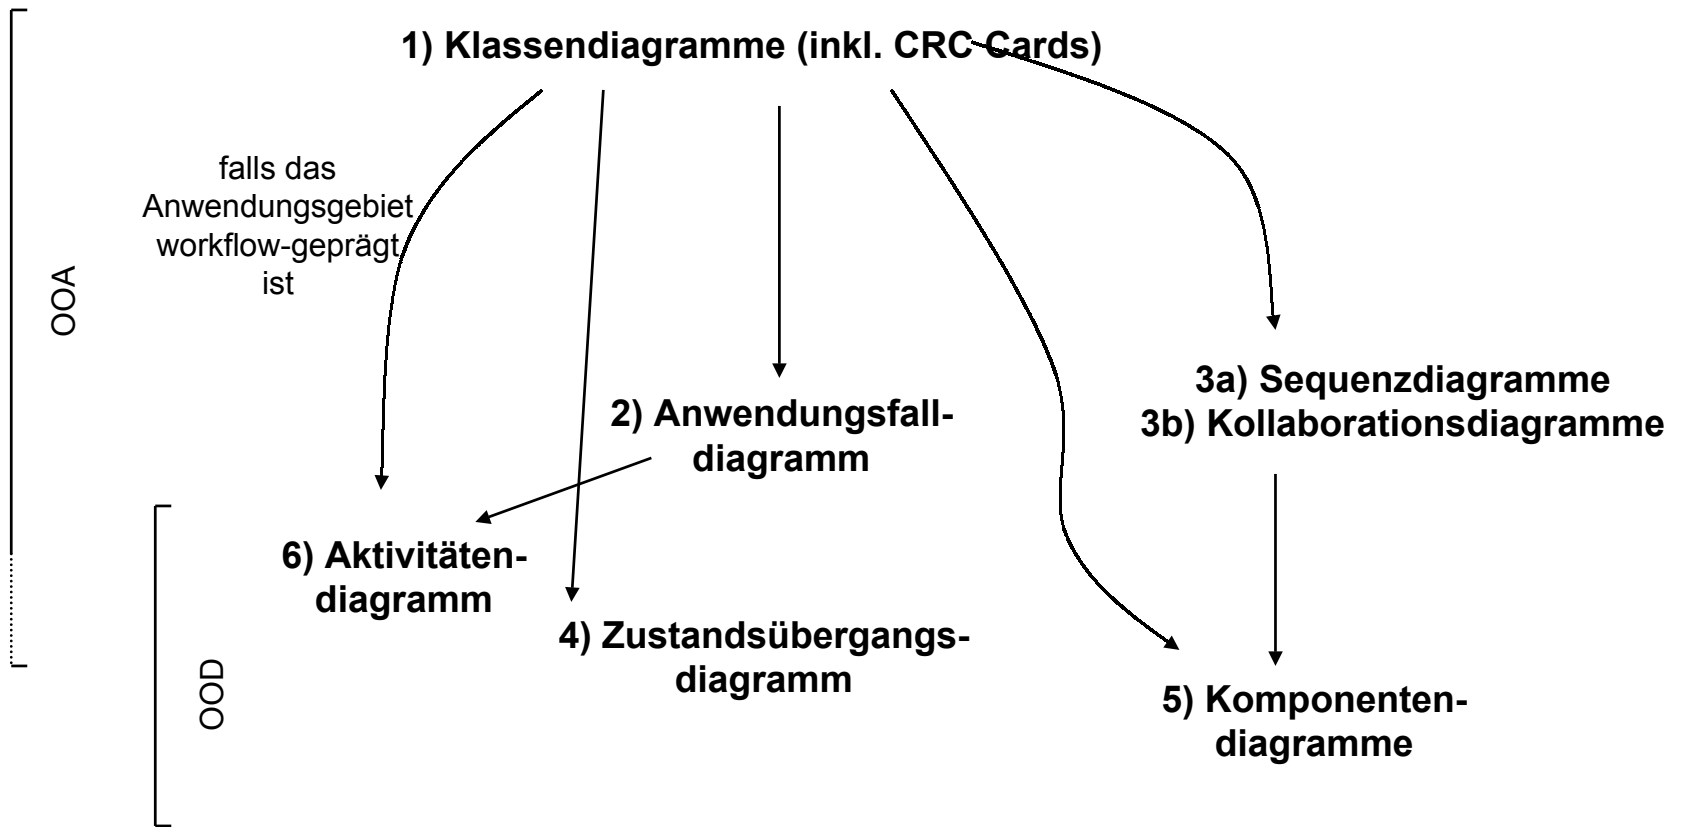 1) Klassendiagramme (inkl. CRC-Cards)
falls das
Anwendungsgebiet
workflow-geprägt
ist
OOA
3a) Sequenzdiagramme
3b) Kollaborationsdiagramme
2) Anwendungsfall-
diagramm
6) Aktivitäten-
diagramm
4) Zustandsübergangs-
diagramm
OOD
5) Komponenten-
diagramme